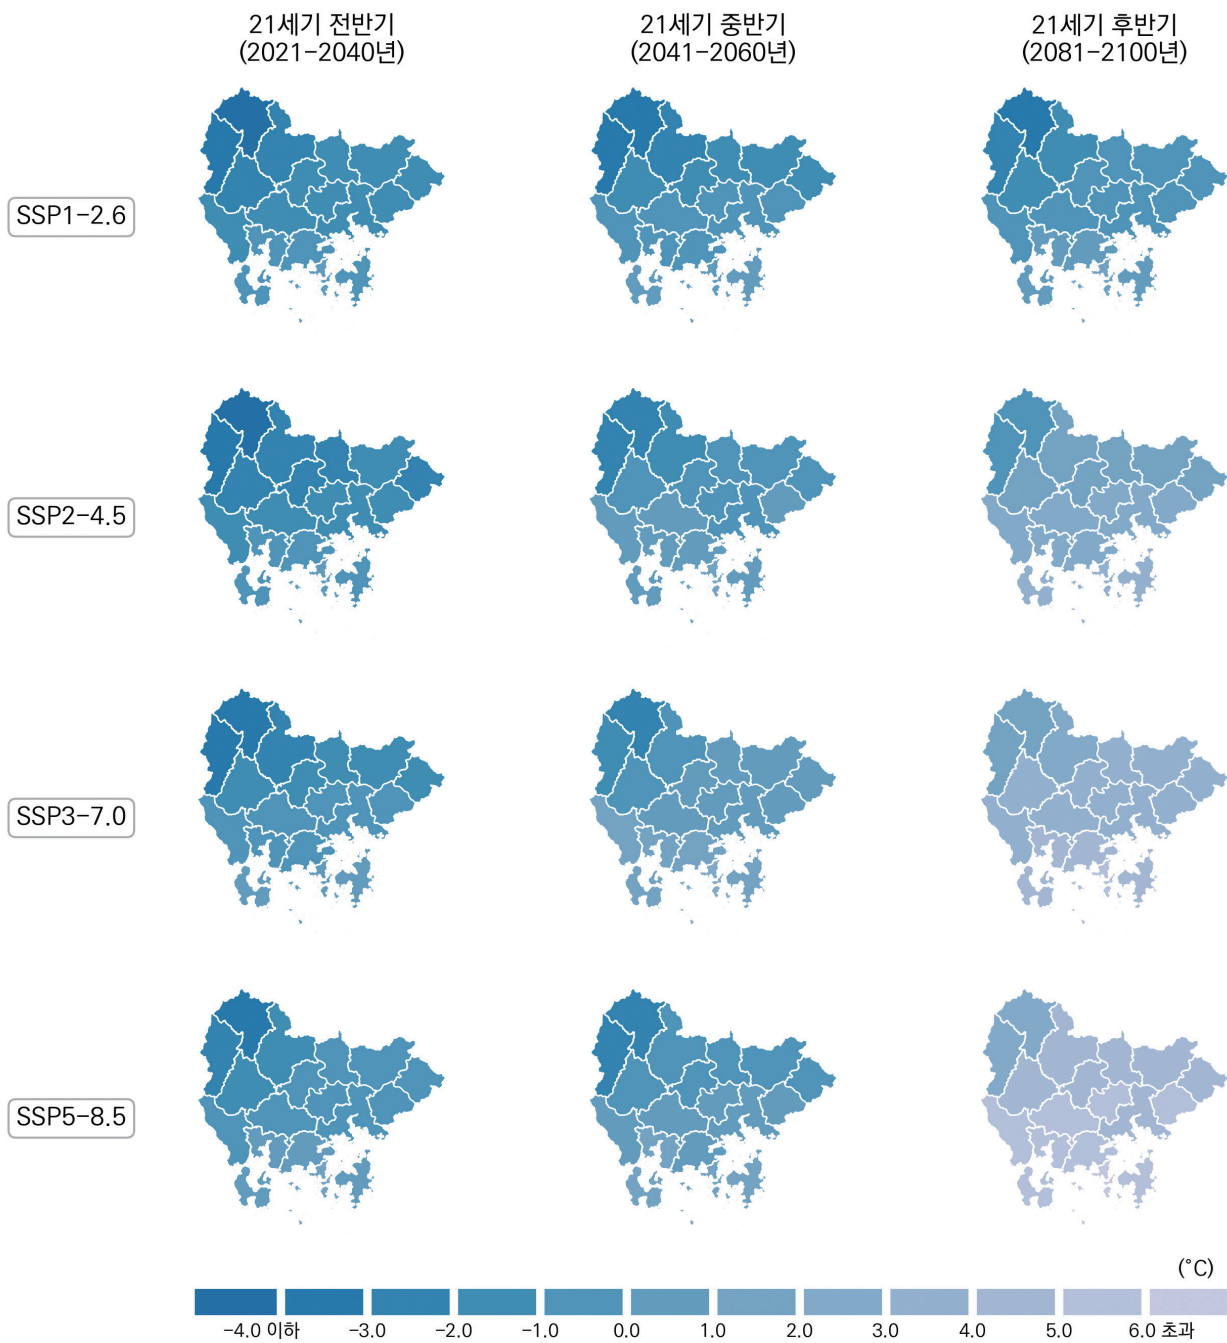 21세기 전반기
(2021-2040년)
21세기 중반기
(2041-2060년)
21세기 후반기
(2081-2100년)
SSP1-2.6
SSP2-4.5
SSP3-7.0
SSP5-8.5
(°C)
-4.0 이하 -3.0 -2.0 -1.0 0.0 1.0 2.0 3.0 4.0 5.0 6.0 초과